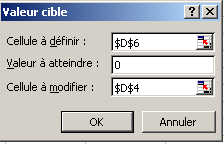 Valeur cible
Cellule à définir : $D$6
Valeur à atteindre : 0
Cellule à modifier : $D$4
OK Annuler